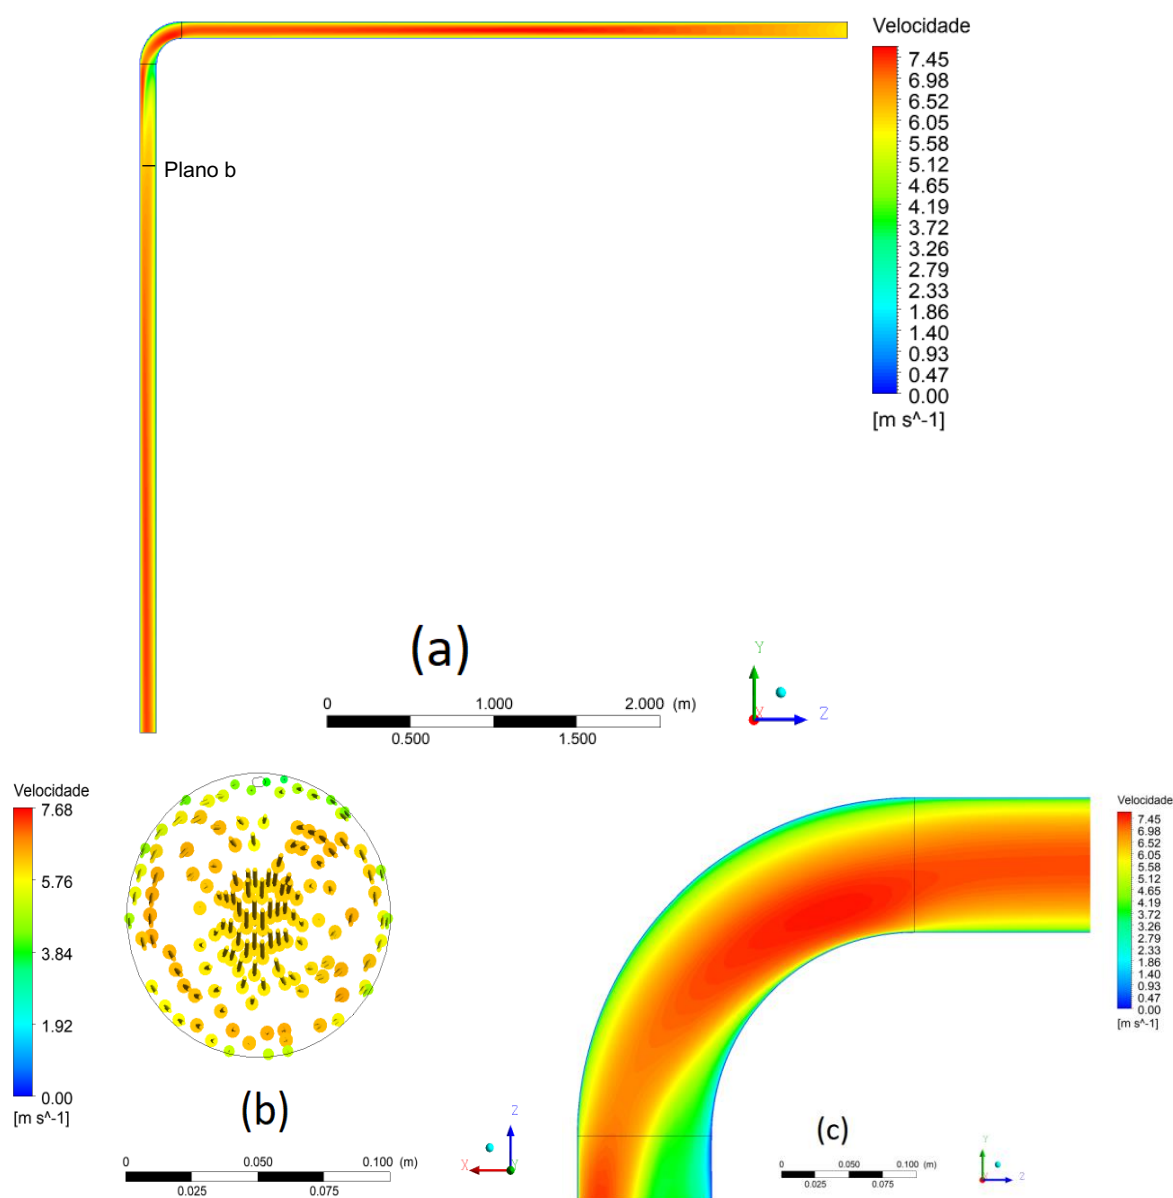 Velocidade
7.45
6.98
6.52
6.05
5.58
5.12
4.65
4.19
3.72
3.26
2.79
2.33
1.86
1.40
0.93
0.47
0.00
[m s^-1]
Plano b
(a)
0 1.000 2.000 (m)
0.500 1.500
Y
X Z
Velocidade
7.68
5.76
3.84
1.92
0.00
[m s^-1]
(b)
0 0.050 0.100 (m)
0.025 0.075
Z
X Y
Velocidade
7.45
6.98
6.52
6.05
5.58
5.12
4.65
4.19
3.72
3.26
2.79
2.33
1.86
1.40
0.93
0.47
0.00
[m s^-1]
(c)
0 0.050 0.100 (m)
0.025 0.075
Y
X Z